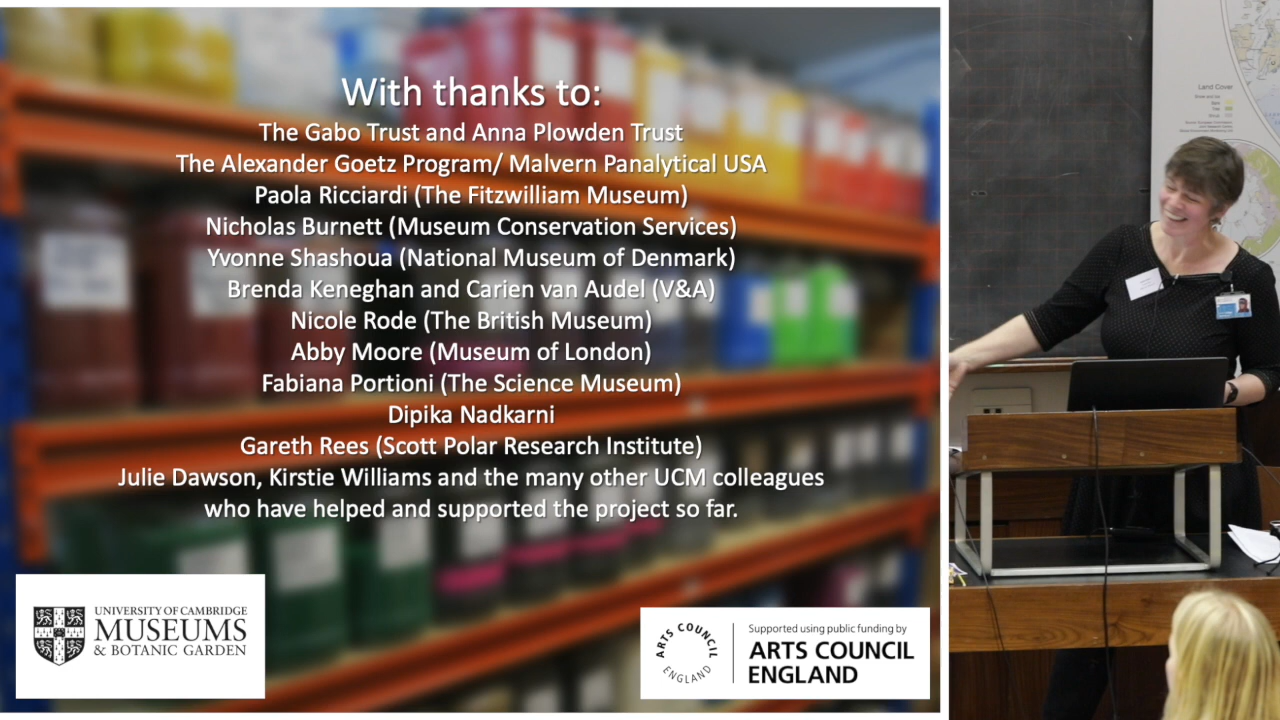 With thanks to:
The Gabo Trust and Anna Plowden Trust
The Alexander Goetz Program/ Malvern Panalytical USA
Paola Ricciardi (The Fitzwilliam Museum)
Nicholas Burnett (Museum Conservation Services)
Yvonne Shashoua (National Museum of Denmark)
Brenda Keneghan and Carien van Audel (V&A)
Nicole Rode (The British Museum)
Abby Moore (Museum of London)
Fabiana Portioni (The Science Museum)
Dipika Nadkarni
Gareth Rees (Scott Polar Research Institute)
Julie Dawson, Kirstie Williams and the many other UCM colleagues
who have helped and supported the project so far.
UNIVERSITY OF CAMBRIDGE
MUSEUMS
& BOTANIC GARDEN
ARTS COUNCIL
ENGLAND
Supported using public funding by
ARTS COUNCIL
ENGLAND
Land Cover